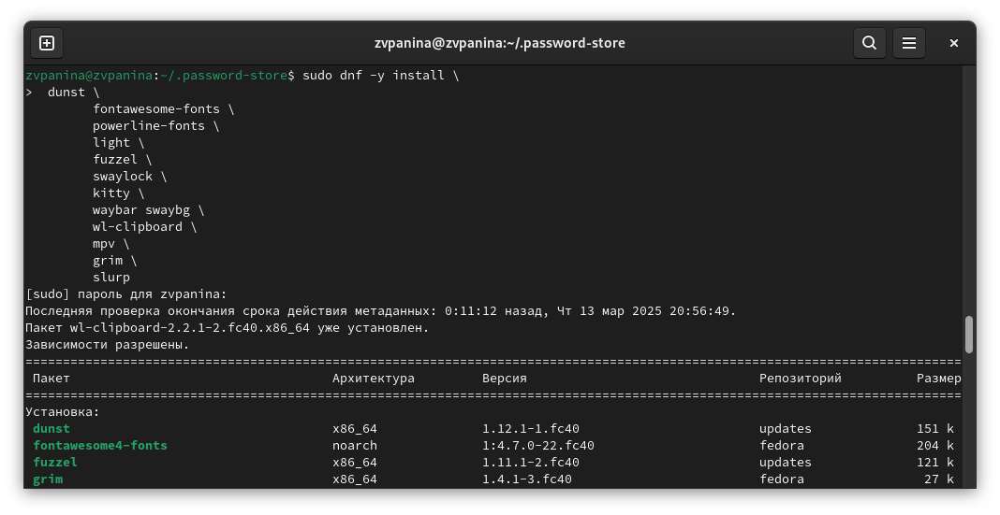 zvpanina@zvpanina:~/.password-store
zvpanina@zvpanina:~/.password-store$ sudo dnf -y install \
>  dunst \
         fontawesome-fonts \
         powerline-fonts \
         light \
         fuzzel \
         swaylock \
         kitty \
         waybar swaybg \
         wl-clipboard \
         mpv \
         grim \
         slurp
[sudo] пароль для zvpanina:
Последняя проверка окончания срока действия метаданных: 0:11:12 назад, Чт 13 мар 2025 20:56:49.
Пакет wl-clipboard-2.2.1-2.fc40.x86_64 уже установлен.
Зависимости разрешены.
=============================================================================================================================
 Пакет                                  Архитектура         Версия                               Репозиторий          Размер
=============================================================================================================================
Установка:
 dunst                                  x86_64              1.12.1-1.fc40                        updates              151 k
 fontawesome4-fonts                     noarch              1:4.7.0-22.fc40                      fedora               204 k
 fuzzel                                 x86_64              1.11.1-2.fc40                        updates              121 k
 grim                                   x86_64              1.4.1-3.fc40                         fedora                27 k